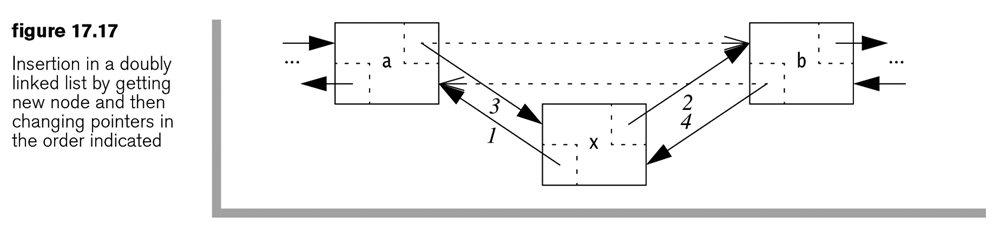 figure 17.17
Insertion in a doubly
linked list by getting
new node and then
changing pointers in
the order indicated
... a b ...
3 2
1 4
x